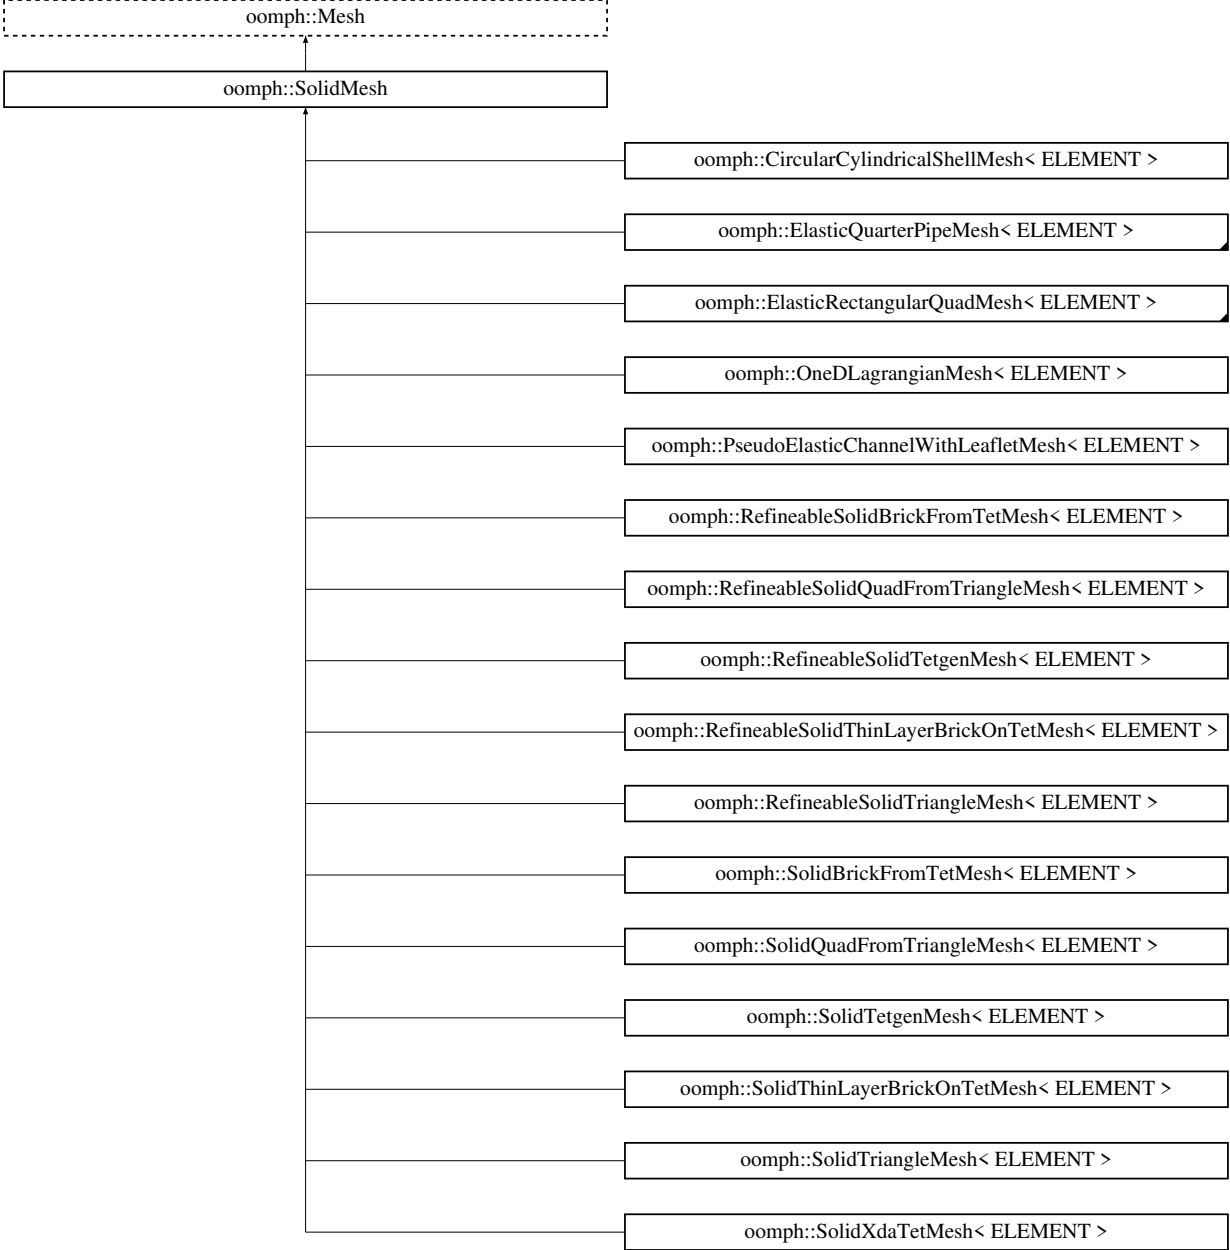 oomph::Mesh
oomph::SolidMesh
oomph::CircularCylindricalShellMesh< ELEMENT >
oomph::ElasticQuarterPipeMesh< ELEMENT >
oomph::ElasticRectangularQuadMesh< ELEMENT >
oomph::OneDLagrangianMesh< ELEMENT >
oomph::PseudoElasticChannelWithLeafletMesh< ELEMENT >
oomph::RefineableSolidBrickFromTetMesh< ELEMENT >
oomph::RefineableSolidQuadFromTriangleMesh< ELEMENT >
oomph::RefineableSolidTetgenMesh< ELEMENT >
oomph::RefineableSolidThinLayerBrickOnTetMesh< ELEMENT >
oomph::RefineableSolidTriangleMesh< ELEMENT >
oomph::SolidBrickFromTetMesh< ELEMENT >
oomph::SolidQuadFromTriangleMesh< ELEMENT >
oomph::SolidTetgenMesh< ELEMENT >
oomph::SolidThinLayerBrickOnTetMesh< ELEMENT >
oomph::SolidTriangleMesh< ELEMENT >
oomph::SolidXdaTetMesh< ELEMENT >